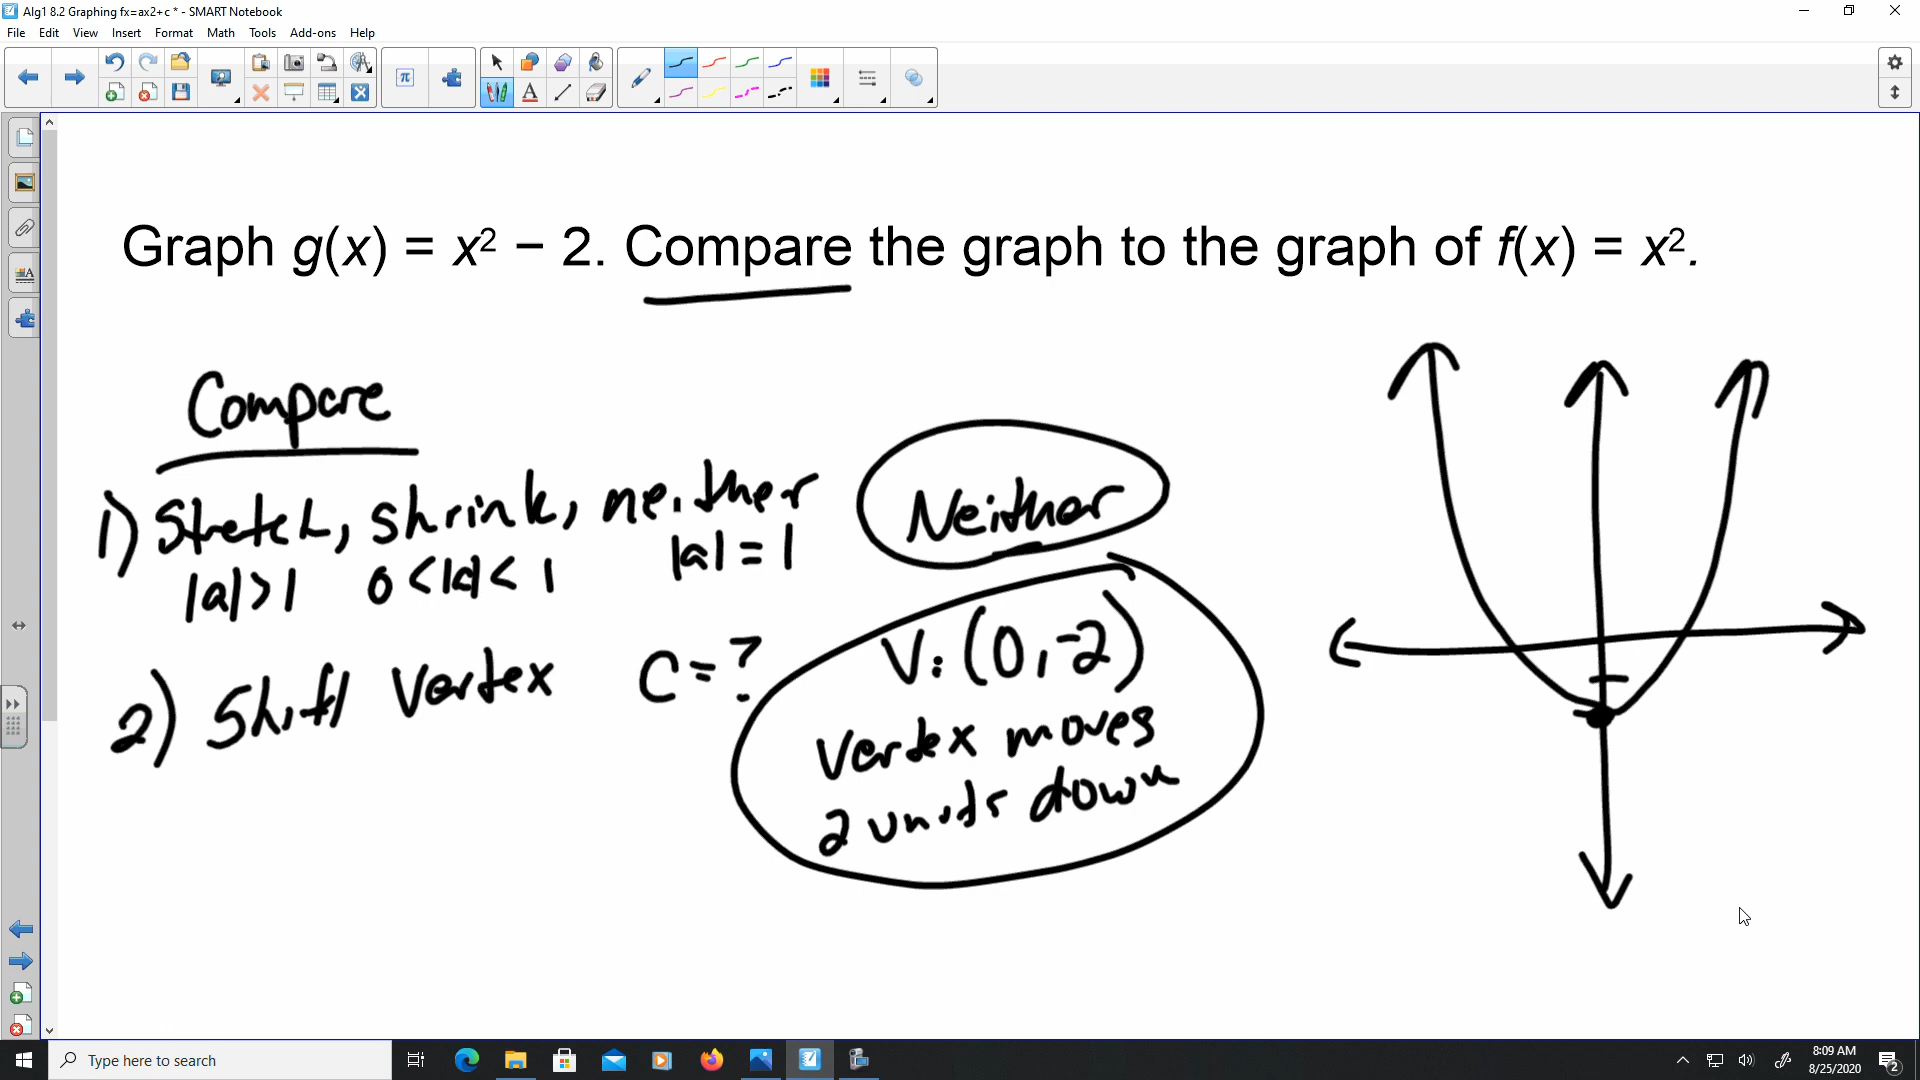 Alg1 8.2 Graphing fx=ax2+c * - SMART Notebook
File Edit View Insert Format Math Tools Add-ons Help
Graph g(x) = x² − 2. Compare the graph to the graph of f(x) = x².
Compare
1) Stretch, shrink, neither
|a|>1 0<|a|<1 |a|=1
Neither
2) Shift Vertex C=?
V: (0,-2)
Vertex moves
2 units down
Type here to search
8:09 AM
8/25/2020
2